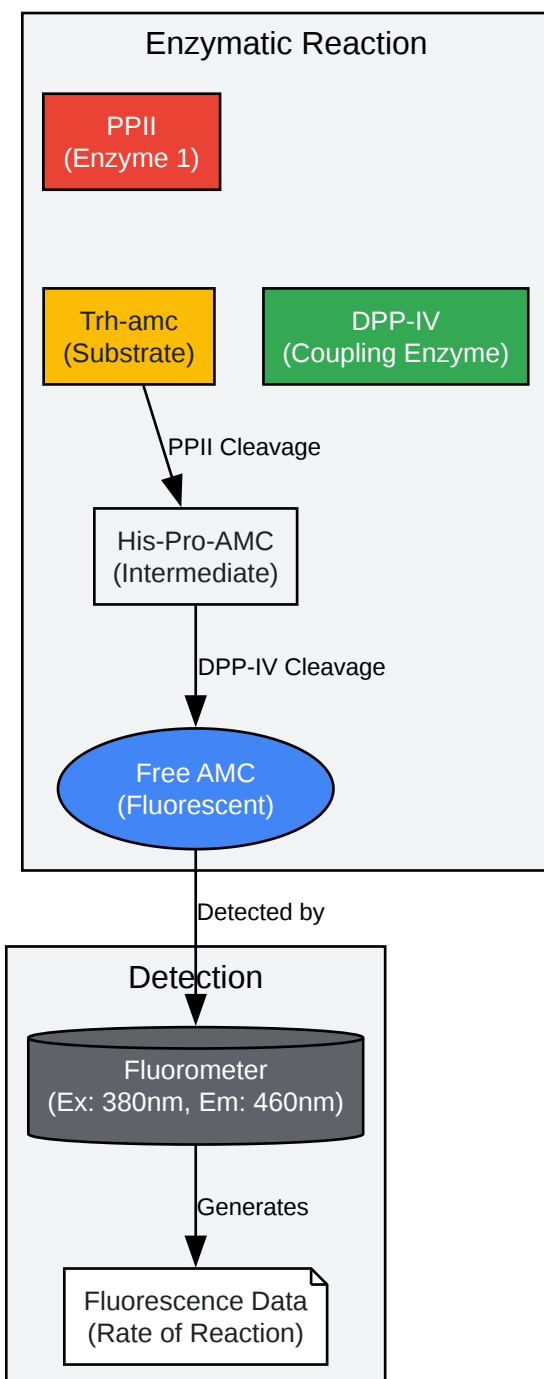 Enzymatic Reaction
PPII
(Enzyme 1)
Trh-amc
(Substrate)
DPP-IV
(Coupling Enzyme)
PPII Cleavage
His-Pro-AMC
(Intermediate)
DPP-IV Cleavage
Free AMC
(Fluorescent)
Detected by
Detection
Fluorometer
(Ex: 380nm, Em: 460nm)
Generates
Fluorescence Data
(Rate of Reaction)